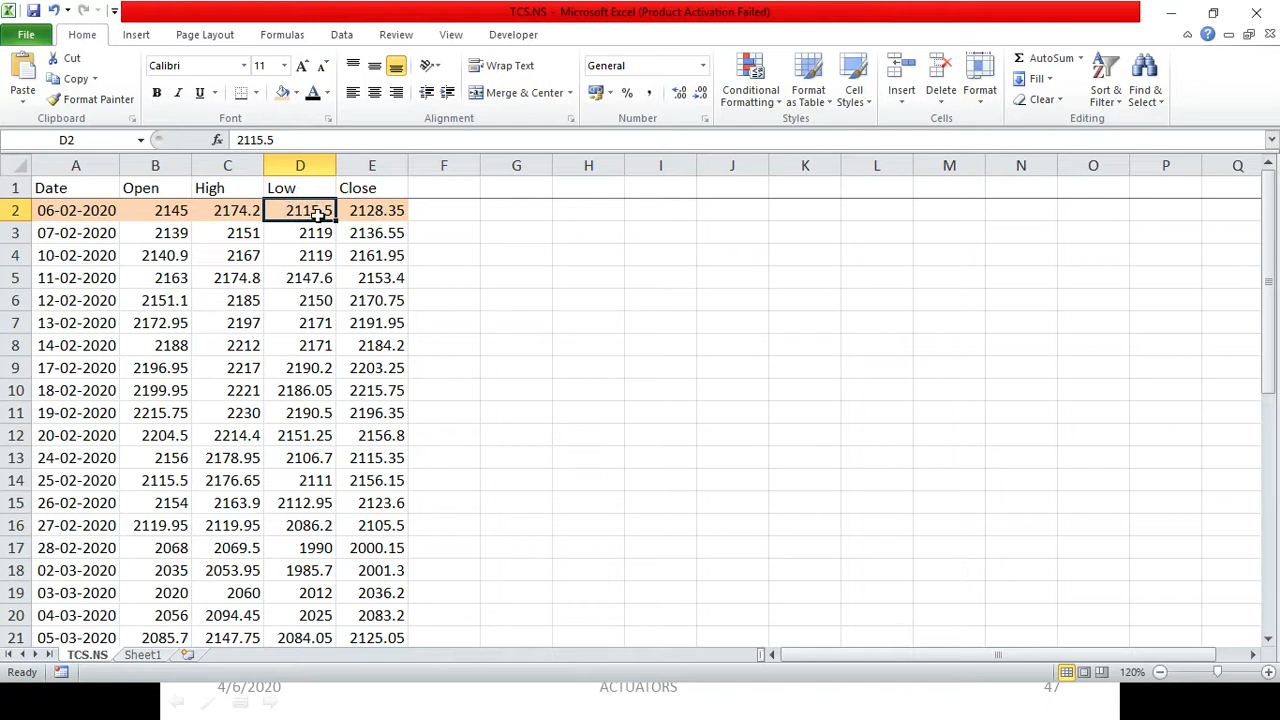 TCS.NS - Microsoft Excel (Product Activation Failed)
File Home Insert Page Layout Formulas Data Review View Developer
Cut
Copy
Format Painter
Paste
Clipboard
Calibri 11
B I U
A A
A
Font
Wrap Text
Merge & Center
Alignment
General
% ,
Number
Conditional Formatting
Format as Table
Cell Styles
Styles
Insert Delete Format
Cells
Σ AutoSum
Fill
Clear
Sort & Filter
Find & Select
Editing
D2 fx 2115.5
A B C D E F G H I J K L M N O P Q
1 Date Open High Low Close
2 06-02-2020 2145 2174.2 2115.5 2128.35
3 07-02-2020 2139 2151 2119 2136.55
4 10-02-2020 2140.9 2167 2119 2161.95
5 11-02-2020 2163 2174.8 2147.6 2153.4
6 12-02-2020 2151.1 2185 2150 2170.75
7 13-02-2020 2172.95 2197 2171 2191.95
8 14-02-2020 2188 2212 2171 2184.2
9 17-02-2020 2196.95 2217 2190.2 2203.25
10 18-02-2020 2199.95 2221 2186.05 2215.75
11 19-02-2020 2215.75 2230 2190.5 2196.35
12 20-02-2020 2204.5 2214.4 2151.25 2156.8
13 24-02-2020 2156 2178.95 2106.7 2115.35
14 25-02-2020 2115.5 2176.65 2111 2156.15
15 26-02-2020 2154 2163.9 2112.95 2123.6
16 27-02-2020 2119.95 2119.95 2086.2 2105.5
17 28-02-2020 2068 2069.5 1990 2000.15
18 02-03-2020 2035 2053.95 1985.7 2001.3
19 03-03-2020 2020 2060 2012 2036.2
20 04-03-2020 2056 2094.45 2025 2083.2
21 05-03-2020 2085.7 2147.75 2084.05 2125.05
TCS.NS Sheet1
Ready 120%
4/6/2020 ACTUATORS 47